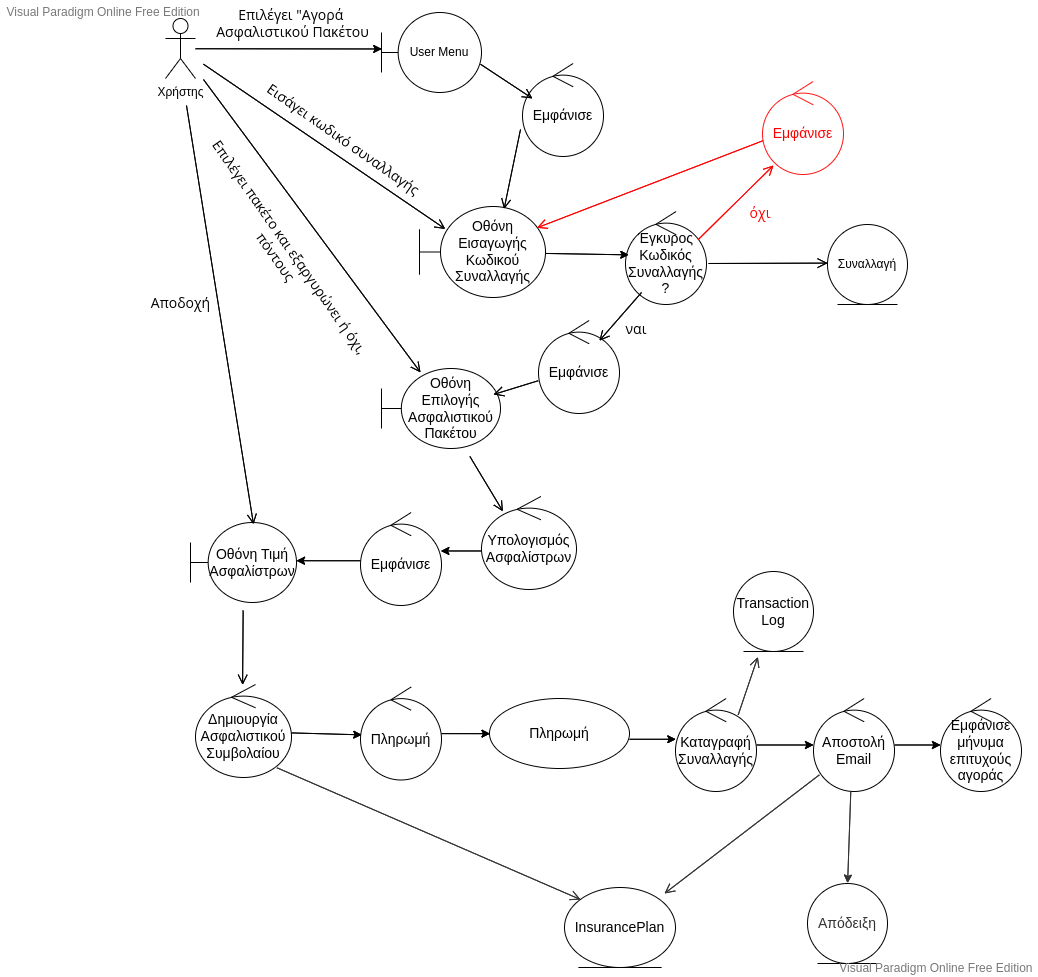 Visual Paradigm Online Free Edition
Επιλέγει "Αγορά
Ασφαλιστικού Πακέτου
User Menu
Χρήστης
Εμφάνισε
Εμφάνισε
Εισάγει κωδικό συναλλαγής
όχι
Επιλέγει πακέτο και εξαργυρώνει ή όχι,
πόντους
Οθόνη
Εισαγωγής
Κωδικού
Συναλλαγής
Εγκυρος
Κωδικός
Συναλλαγής
?
Συναλλαγή
Αποδοχή
ναι
Εμφάνισε
Οθόνη
Επιλογής
Ασφαλιστικού
Πακέτου
Υπολογισμός
Ασφαλίστρων
Εμφάνισε
Οθόνη Τιμή
Ασφαλίστρων
Transaction
Log
Δημιουργία
Ασφαλιστικού
Συμβολαίου
Πληρωμή
Πληρωμή
Καταγραφή
Συναλλαγής
Αποστολή
Email
Εμφάνισε
μήνυμα
επιτυχούς
αγοράς
InsurancePlan
Απόδειξη
Visual Paradigm Online Free Edition